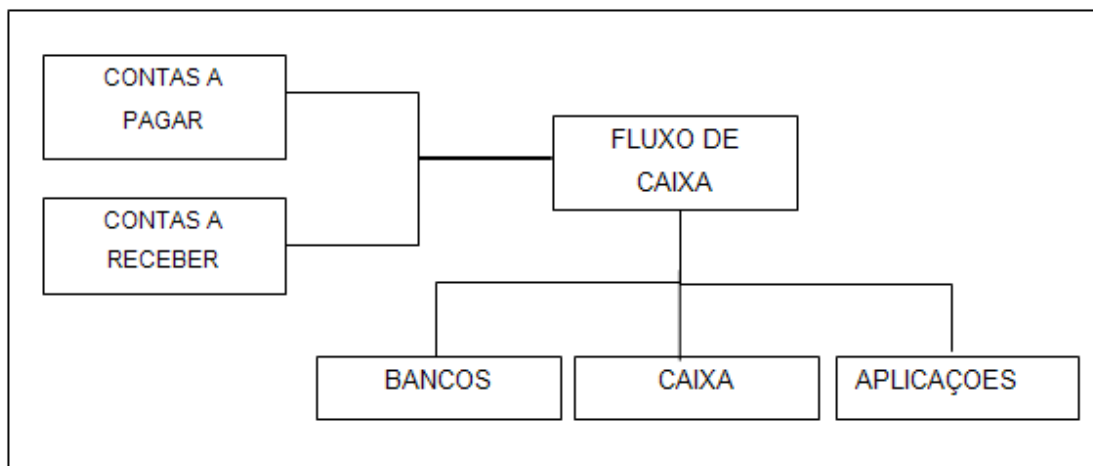 CONTAS A
PAGAR
FLUXO DE
CAIXA
CONTAS A
RECEBER
BANCOS
CAIXA
APLICAÇOES